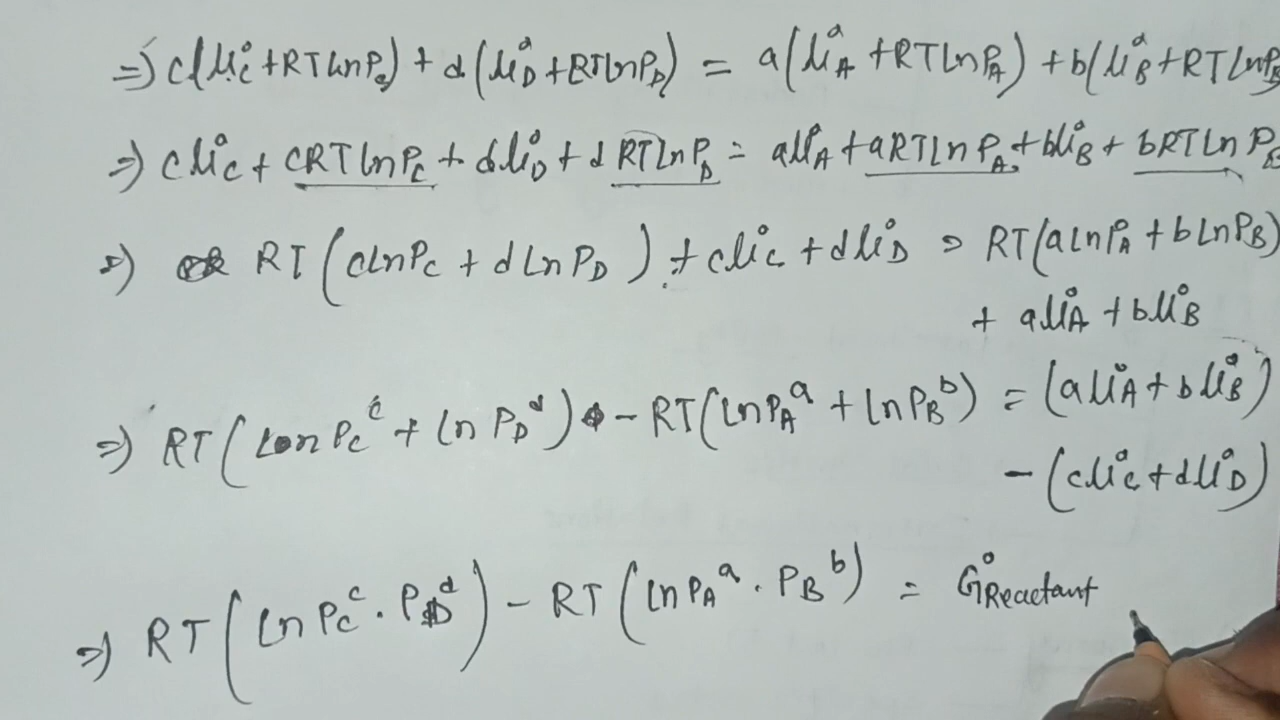 ⇒) c(μ°C + RT ln Pc) + d(μ°D + RT ln PD) = a(μ°A + RT ln PA) + b(μ°B + RT ln PB
⇒) cμ°C + cRT ln PC + dμ°D + d RT ln PD = aμ°A + aRT ln PA + bμ°B + bRT ln PB
⇒) RT (c ln PC + d ln PD) + cμ°C + dμ°D = RT(a ln PA + b ln PB)
+ aμ°A + bμ°B
⇒) RT (ln PC^c + ln PD^d) - RT(ln PA^a + ln PB^b) = (aμ°A + bμ°B)
- (cμ°C + dμ°D)
⇒) RT (ln PC^c . PD^d) - RT (ln PA^a . PB^b) = G°Reactant